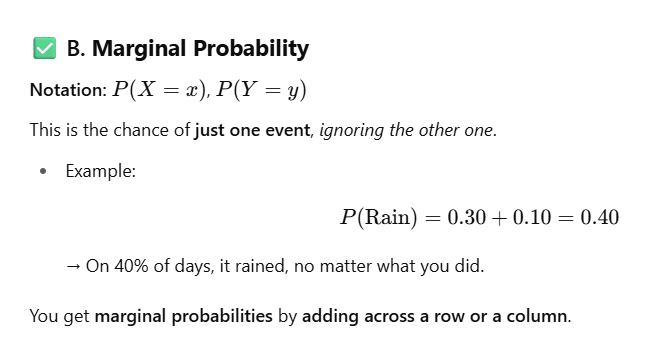 ✅ B. Marginal Probability
Notation: P(X = x), P(Y = y)
This is the chance of just one event, ignoring the other one.
• Example:
P(Rain) = 0.30 + 0.10 = 0.40
→ On 40% of days, it rained, no matter what you did.
You get marginal probabilities by adding across a row or a column.